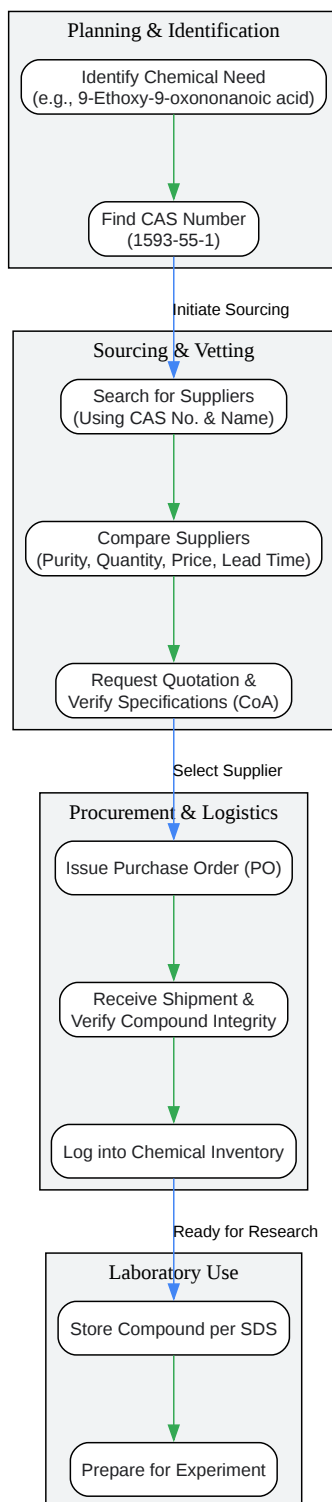 Planning & Identification
Identify Chemical Need
(e.g., 9-Ethoxy-9-oxononanoic acid)
Find CAS Number
(1593-55-1)
Initiate Sourcing
Sourcing & Vetting
Search for Suppliers
(Using CAS No. & Name)
Compare Suppliers
(Purity, Quantity, Price, Lead Time)
Request Quotation &
Verify Specifications (CoA)
Select Supplier
Procurement & Logistics
Issue Purchase Order (PO)
Receive Shipment &
Verify Compound Integrity
Log into Chemical Inventory
Ready for Research
Laboratory Use
Store Compound per SDS
Prepare for Experiment